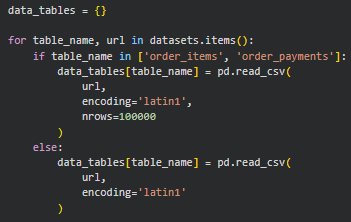 data_tables = {}
for table_name, url in datasets.items():
    if table_name in ['order_items', 'order_payments']:
        data_tables[table_name] = pd.read_csv(
            url,
            encoding='latin1',
            nrows=100000
        )
    else:
        data_tables[table_name] = pd.read_csv(
            url,
            encoding='latin1'
        )